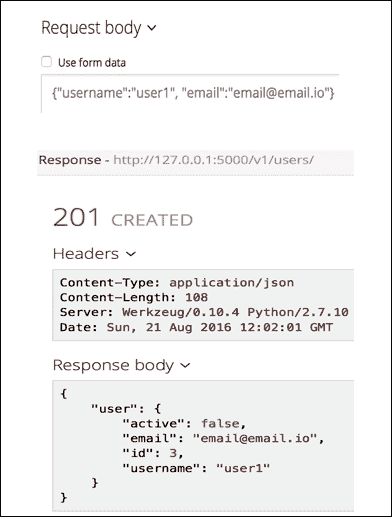 Request body
Use form data
{"username":"user1", "email":"email@email.io"}
Response - http://127.0.0.1:5000/v1/users/
201 CREATED
Headers
Content-Type: application/json
Content-Length: 108
Server: Werkzeug/0.10.4 Python/2.7.10
Date: Sun, 21 Aug 2016 12:02:01 GMT
Response body
{
    "user": {
        "active": false,
        "email": "email@email.io",
        "id": 3,
        "username": "user1"
    }
}